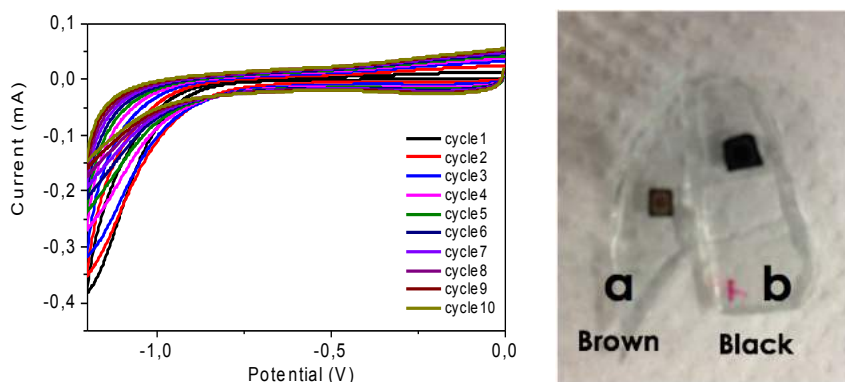 0,1
0,0
-0,1
-0,2
-0,3
-0,4
Current (mA)
cycle1
cycle2
cycle3
cycle4
cycle5
cycle6
cycle7
cycle8
cycle9
cycle10
-1,0
-0,5
0,0
Potential (V)
a
b
Brown
Black